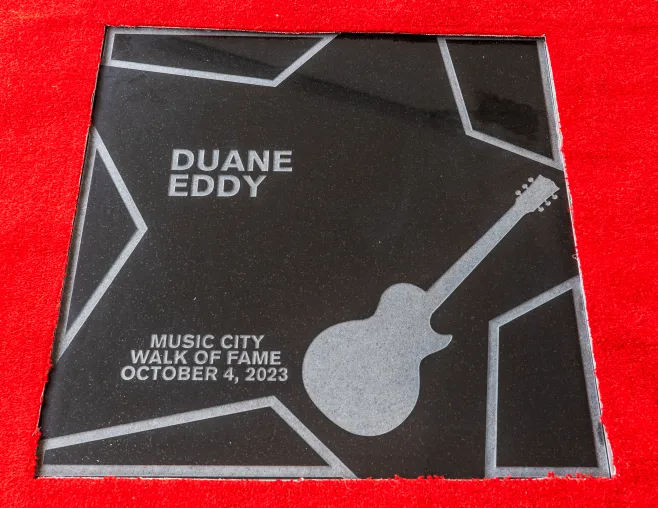 DUANE
EDDY
MUSIC CITY
WALK OF FAME
OCTOBER 4, 2023